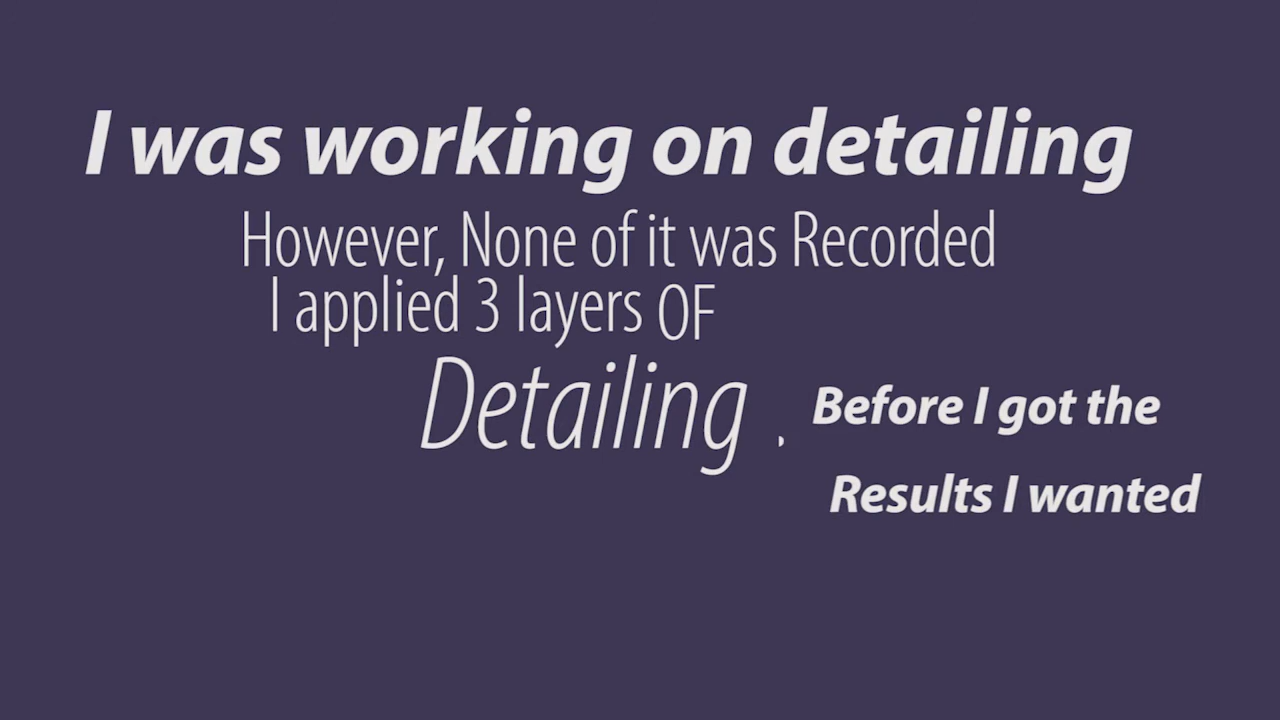 I was working on detailing
However, None of it was Recorded
I applied 3 layers OF
Detailing .
Before I got the
Results I wanted